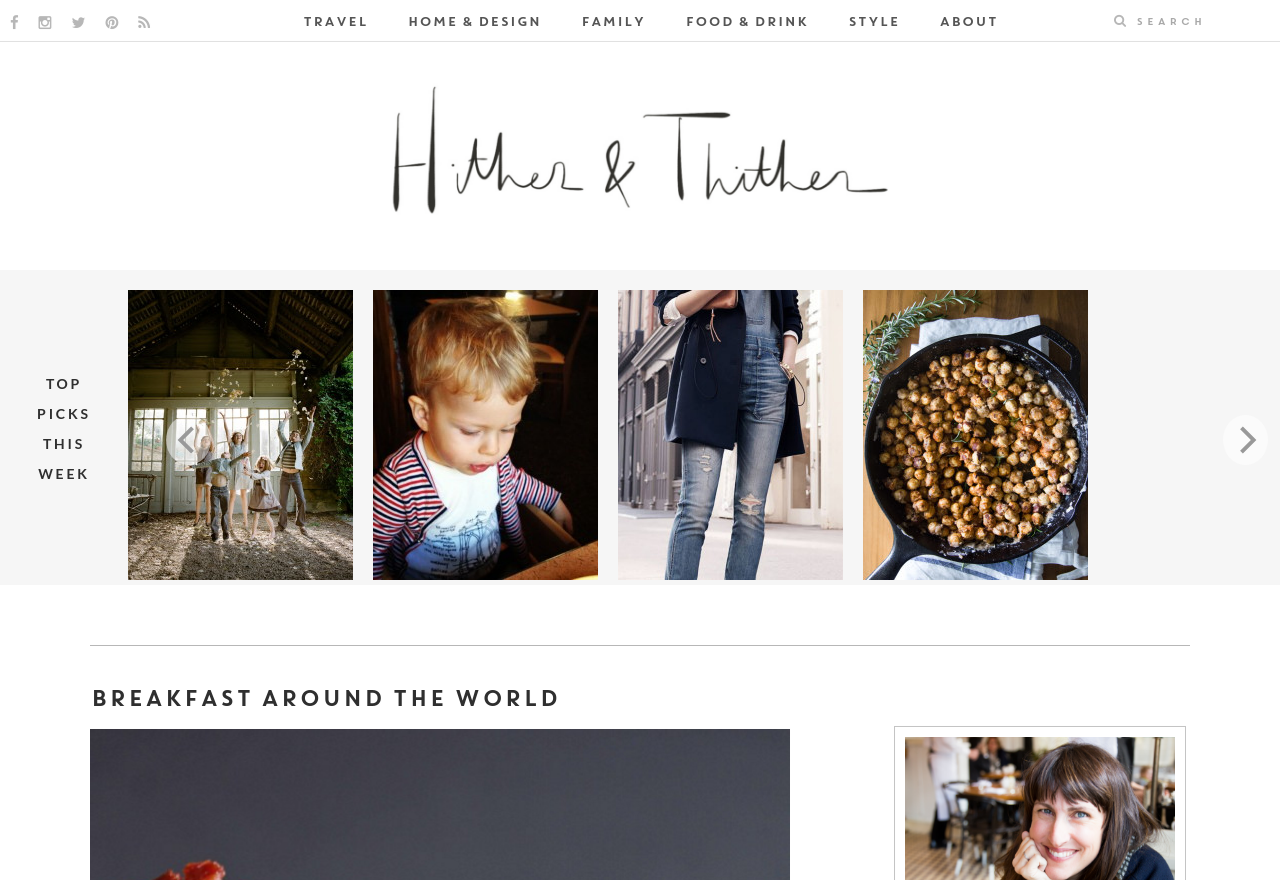 TRAVEL HOME & DESIGN FAMILY FOOD & DRINK STYLE ABOUT SEARCH
Hither & Thither
TOP
PICKS
THIS
WEEK
BREAKFAST AROUND THE WORLD